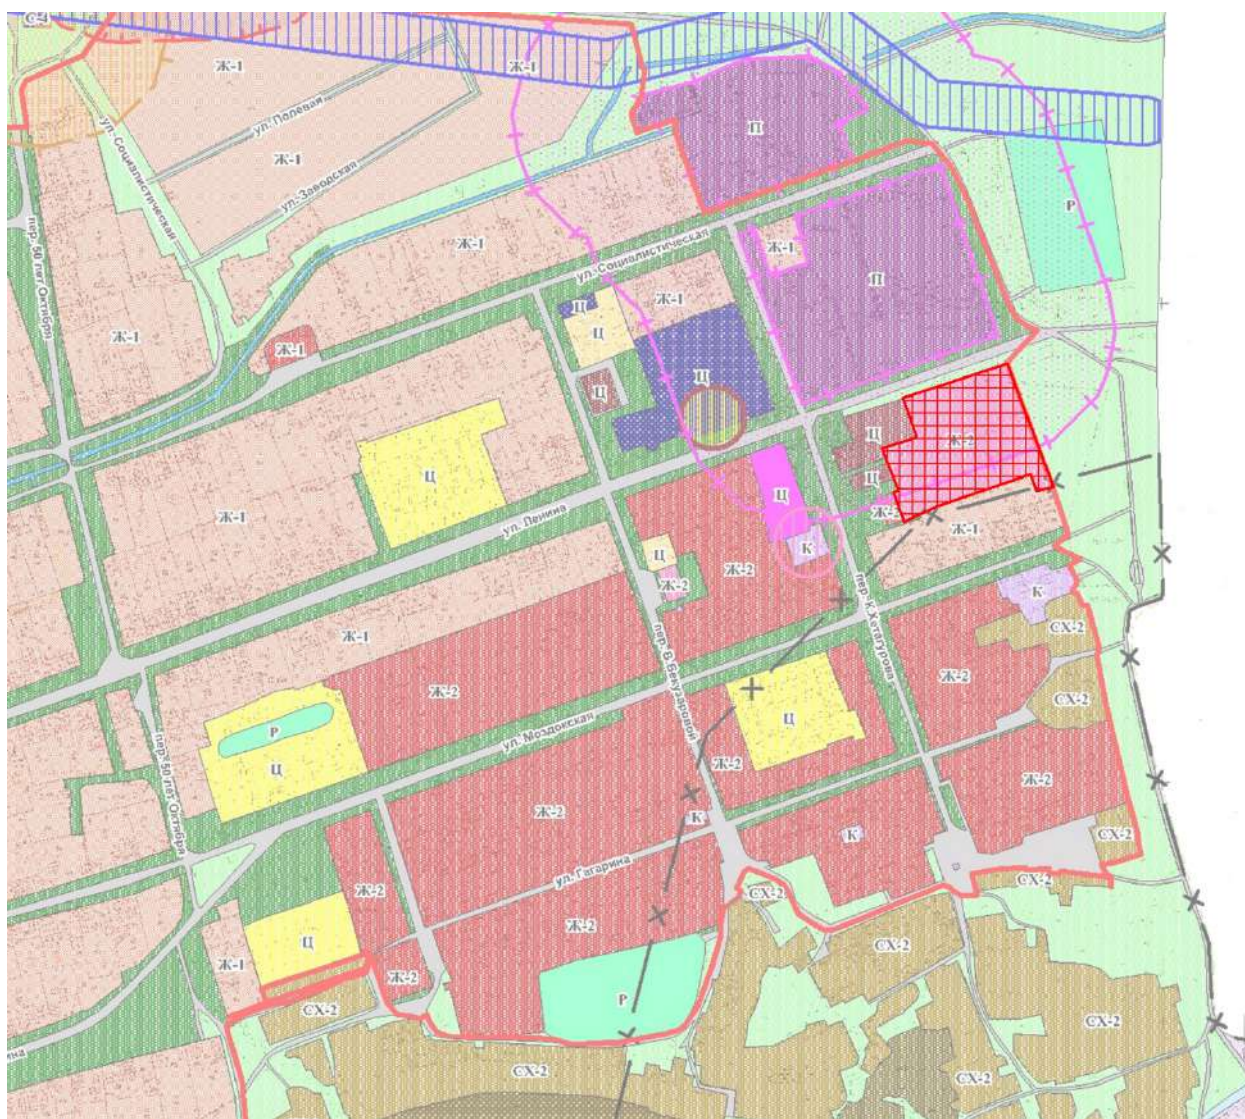 С-4
Ж-1
Ж-1
ул. Полевая
П
ул. Социалистическая
Ж-1
ул. Заводская
Р
пер. 50 лет Октября
Ж-1
ул. Социалистическая
Ж-1
П
Ж-1
Ц
Ц
Ж-1
Ж-1
Ц
Ц
Ц
Ж-2
Ц
Ц
Ц
Ж-1
ул. Ленина
Ж-1
Ц
К
Ж-2
Ж-2
К
Ж-1
пер. В.Бекузаровой
пер. К.Хетагурова
СХ-2
Ж-2
Ж-2
СХ-2
Р
ул. Моздокская
Ц
Ц
Ж-2
пер. 50 лет Октября
Ж-2
Ж-2
К
К
СХ-2
ул. Гагарина
Ж-2
СХ-2
СХ-2
Ж-2
Ц
СХ-2
Ж-1
Ж-2
Р
СХ-2
СХ-2
СХ-2
СХ-2